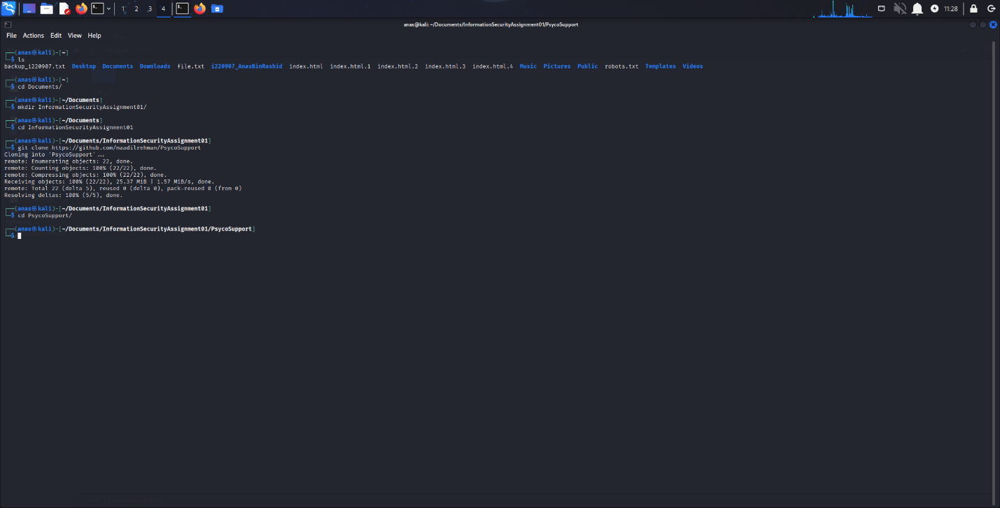 1 2 3 4 11:28
anas@kali: ~/Documents/InformationSecurityAssignment01/PsycoSupport
File Actions Edit View Help
┌──(anas㉿kali)-[~]
└─$ ls
backup_i220907.txt Desktop Documents Downloads file.txt i220907_AnasBinRashid index.html index.html.1 index.html.2 index.html.3 index.html.4 Music Pictures Public robots.txt Templates Videos
┌──(anas㉿kali)-[~]
└─$ cd Documents/
┌──(anas㉿kali)-[~/Documents]
└─$ mkdir InformationSecurityAssignment01/
┌──(anas㉿kali)-[~/Documents]
└─$ cd InformationSecurityAssignment01
┌──(anas㉿kali)-[~/Documents/InformationSecurityAssignment01]
└─$ git clone https://github.com/maadilrehman/PsycoSupport
Cloning into 'PsycoSupport'...
remote: Enumerating objects: 22, done.
remote: Counting objects: 100% (22/22), done.
remote: Compressing objects: 100% (22/22), done.
Receiving objects: 100% (22/22), 25.37 MiB | 1.57 MiB/s, done.
remote: Total 22 (delta 5), reused 0 (delta 0), pack-reused 0 (from 0)
Resolving deltas: 100% (5/5), done.
┌──(anas㉿kali)-[~/Documents/InformationSecurityAssignment01]
└─$ cd PsycoSupport/
┌──(anas㉿kali)-[~/Documents/InformationSecurityAssignment01/PsycoSupport]
└─$